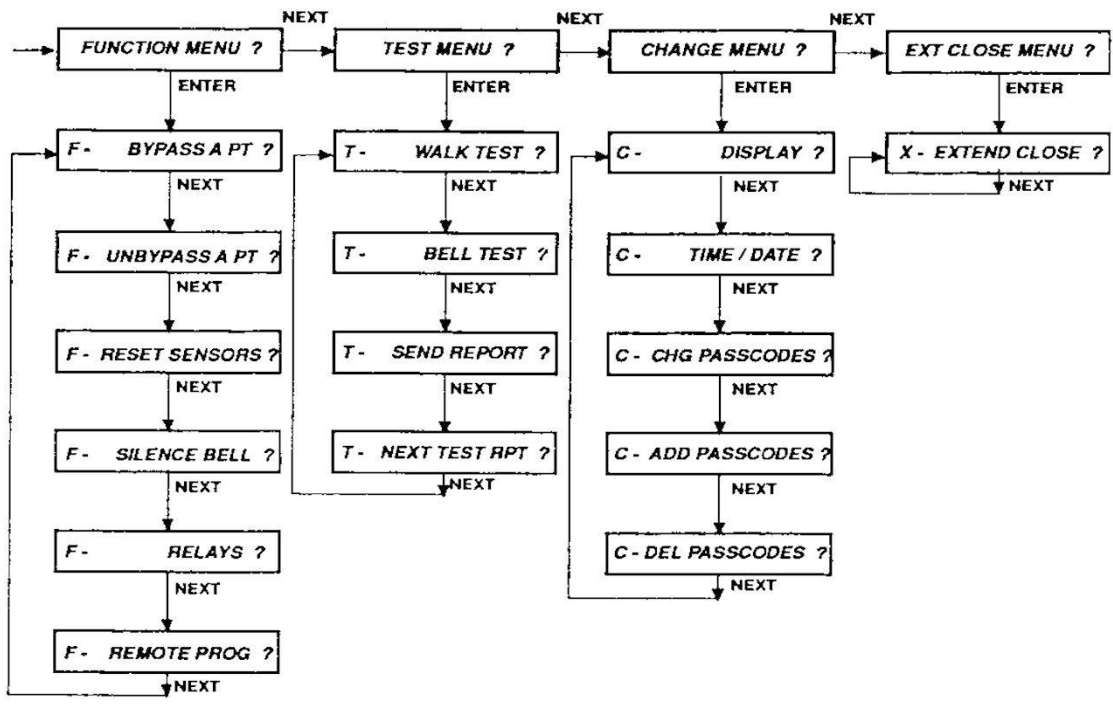 NEXT NEXT NEXT
FUNCTION MENU ? TEST MENU ? CHANGE MENU ? EXT CLOSE MENU ?
ENTER ENTER ENTER ENTER
F - BYPASS A PT ? T - WALK TEST ? C - DISPLAY ? X - EXTEND CLOSE ?
NEXT NEXT NEXT NEXT
F - UNBYPASS A PT ? T - BELL TEST ? C - TIME / DATE ?
NEXT NEXT NEXT
F - RESET SENSORS ? T - SEND REPORT ? C - CHG PASSCODES ?
NEXT NEXT NEXT
F - SILENCE BELL ? T - NEXT TEST RPT ? C - ADD PASSCODES ?
NEXT NEXT NEXT
F - RELAYS ? C - DEL PASSCODES ?
NEXT NEXT
F - REMOTE PROG ?
NEXT